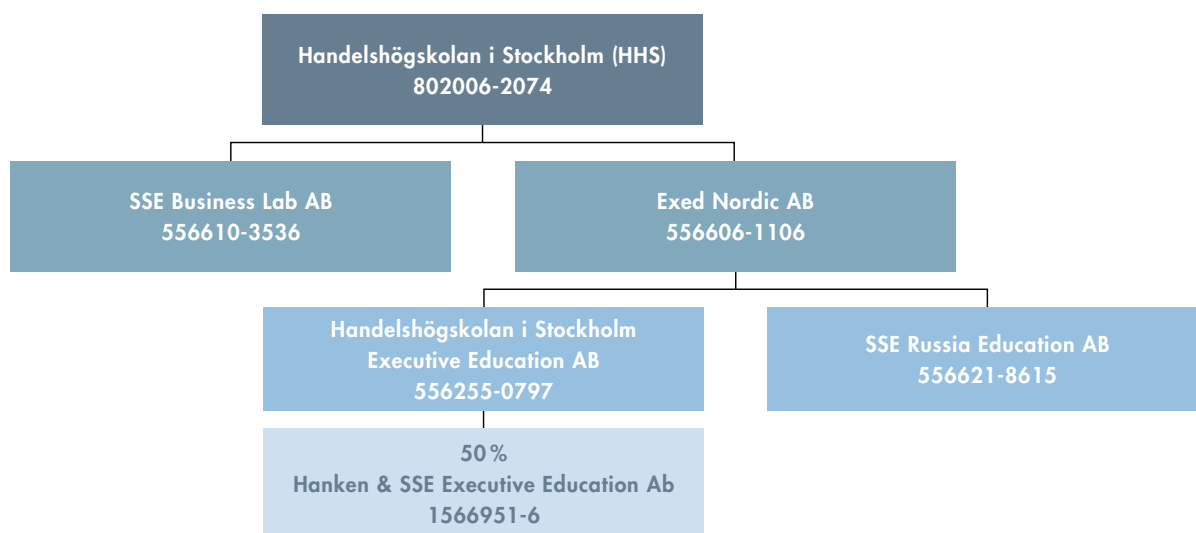 Handelshögskolan i Stockholm (HHS)
802006-2074
SSE Business Lab AB
556610-3536
Exed Nordic AB
556606-1106
Handelshögskolan i Stockholm
Executive Education AB
556255-0797
SSE Russia Education AB
556621-8615
50 %
Hanken & SSE Executive Education Ab
1566951-6